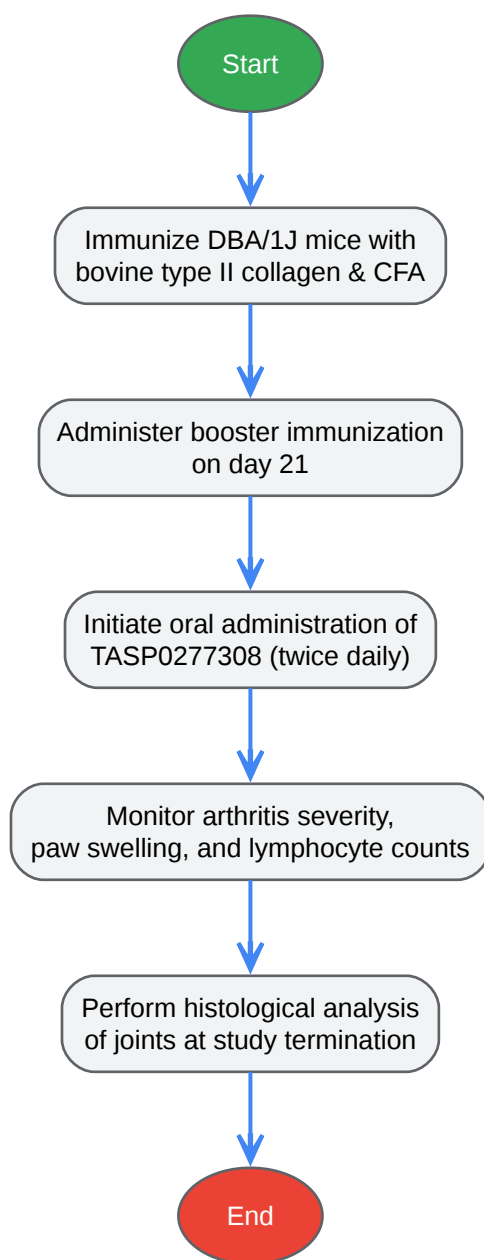 Start
Immunize DBA/1J mice with
bovine type II collagen & CFA
Administer booster immunization
on day 21
Initiate oral administration of
TASP0277308 (twice daily)
Monitor arthritis severity,
paw swelling, and lymphocyte counts
Perform histological analysis
of joints at study termination
End